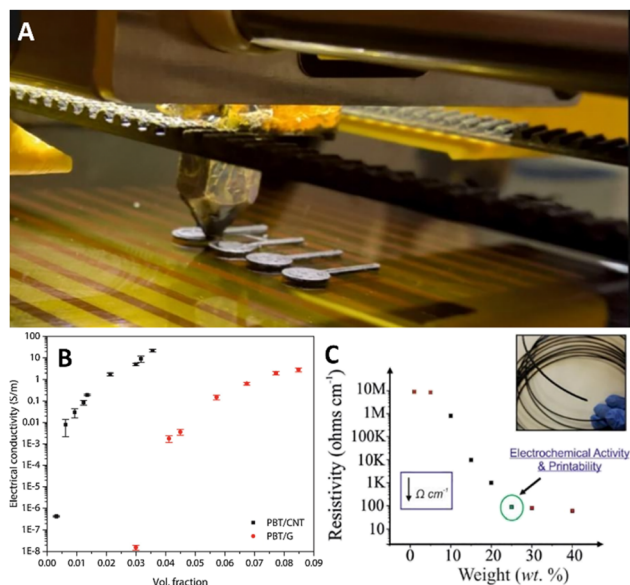 A
B
Electrical conductivity (S/m)
100
10
1
0.1
0.01
1E-3
1E-4
1E-5
1E-6
1E-7
1E-8
PBT/CNT
PBT/G
0.00 0.01 0.02 0.03 0.04 0.05 0.06 0.07 0.08 0.09
Vol. fraction
C
Resistivity (ohms cm⁻¹)
10M
1M
100K
10K
1K
100
10
Electrochemical Activity
& Printability
Ω cm⁻¹
0 10 20 30 40
Weight (wt. %)